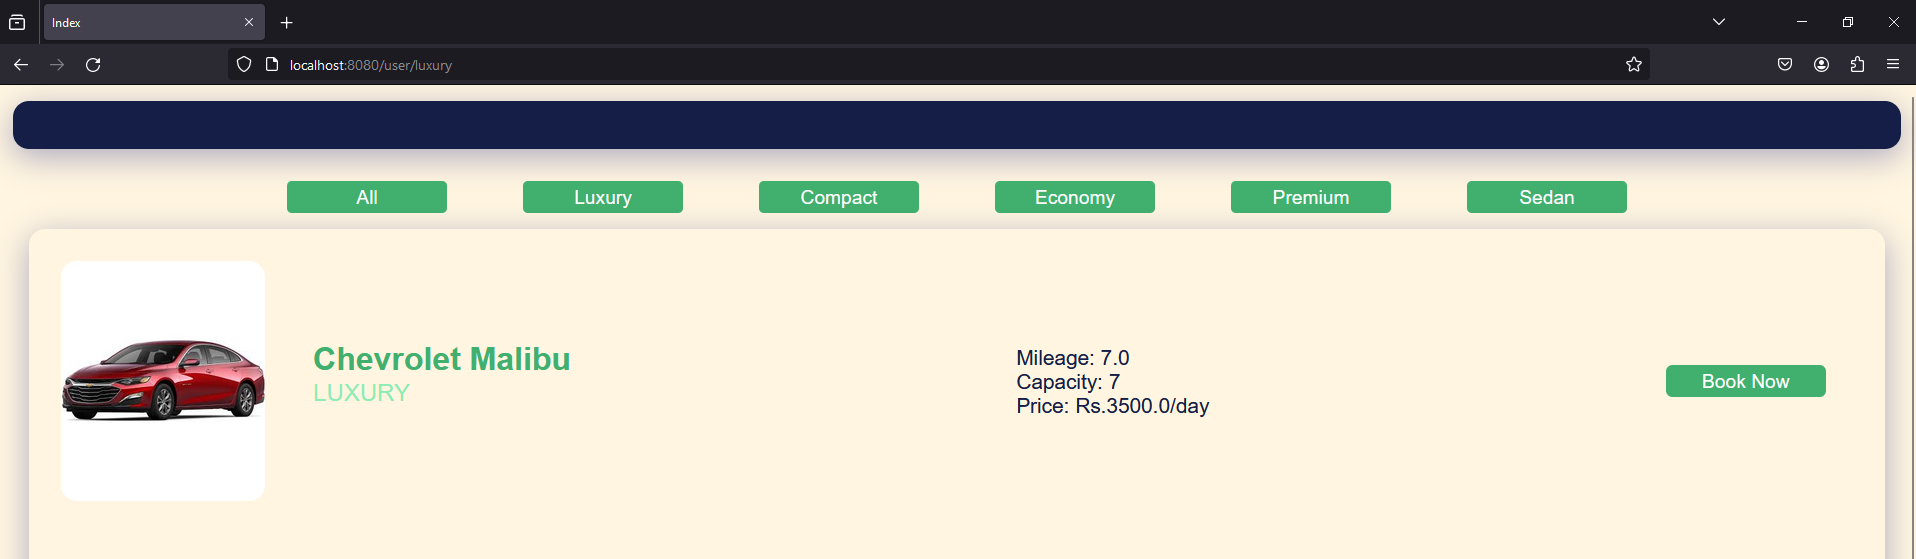 Index
localhost:8080/user/luxury
All Luxury Compact Economy Premium Sedan
Chevrolet Malibu
LUXURY
Mileage: 7.0
Capacity: 7
Price: Rs.3500.0/day
Book Now